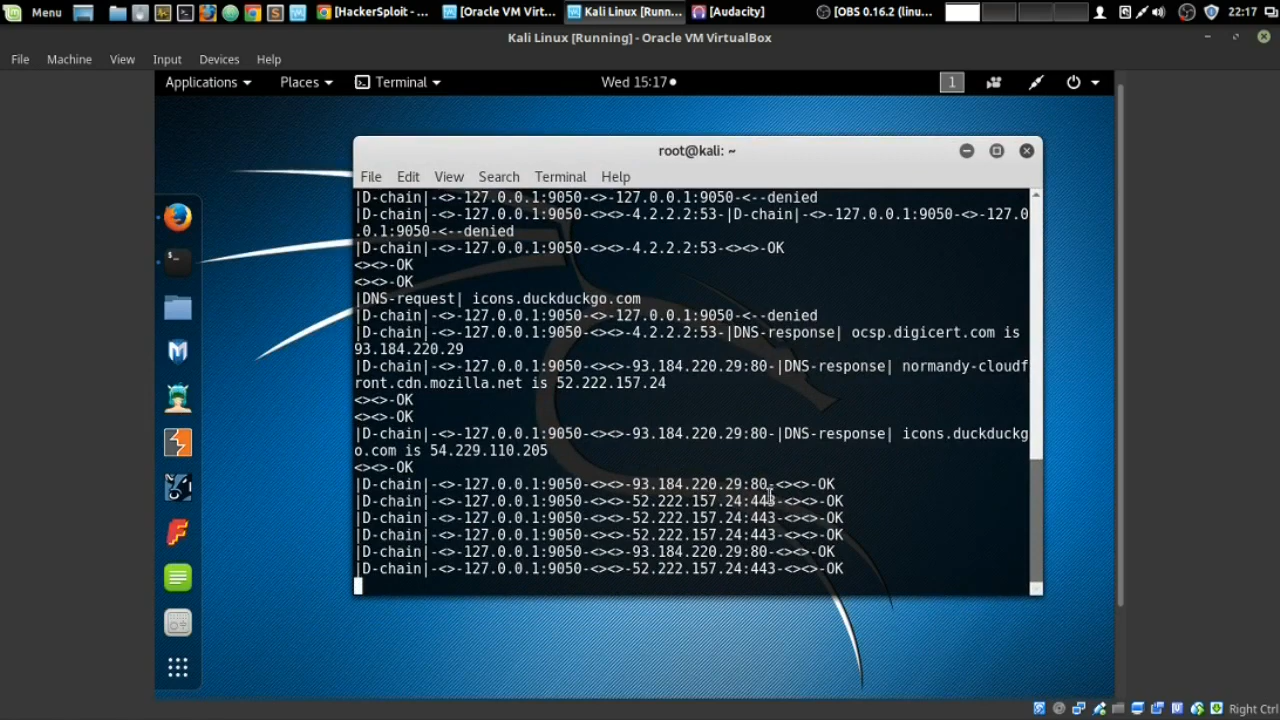 Menu
[HackerSploit - ...
[Oracle VM Virt...
Kali Linux [Runn...
[Audacity]
[OBS 0.16.2 (linu...
22:17
Kali Linux [Running] - Oracle VM VirtualBox
File Machine View Input Devices Help
Applications Places Terminal Wed 15:17 1
root@kali: ~
File Edit View Search Terminal Help
|D-chain|-<>-127.0.0.1:9050-<>-127.0.0.1:9050-<--denied
|D-chain|-<>-127.0.0.1:9050-<><>-4.2.2.2:53-|D-chain|-<>-127.0.0.1:9050-<>-127.0
.0.1:9050-<--denied
|D-chain|-<>-127.0.0.1:9050-<><>-4.2.2.2:53-<><>-OK
<><>-OK
<><>-OK
|DNS-request| icons.duckduckgo.com
|D-chain|-<>-127.0.0.1:9050-<>-127.0.0.1:9050-<--denied
|D-chain|-<>-127.0.0.1:9050-<><>-4.2.2.2:53-|DNS-response| ocsp.digicert.com is
93.184.220.29
|D-chain|-<>-127.0.0.1:9050-<><>-93.184.220.29:80-|DNS-response| normandy-cloudf
ront.cdn.mozilla.net is 52.222.157.24
<><>-OK
<><>-OK
|D-chain|-<>-127.0.0.1:9050-<><>-93.184.220.29:80-|DNS-response| icons.duckduckg
o.com is 54.229.110.205
<><>-OK
|D-chain|-<>-127.0.0.1:9050-<><>-93.184.220.29:80-<><>-OK
|D-chain|-<>-127.0.0.1:9050-<><>-52.222.157.24:443-<><>-OK
|D-chain|-<>-127.0.0.1:9050-<><>-52.222.157.24:443-<><>-OK
|D-chain|-<>-127.0.0.1:9050-<><>-52.222.157.24:443-<><>-OK
|D-chain|-<>-127.0.0.1:9050-<><>-93.184.220.29:80-<><>-OK
|D-chain|-<>-127.0.0.1:9050-<><>-52.222.157.24:443-<><>-OK
Right Ctrl